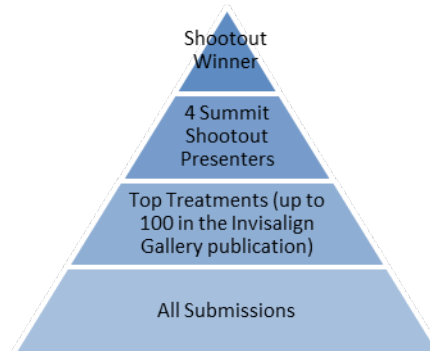 Shootout
Winner
4 Summit
Shootout
Presenters
Top Treatments (up to
100 in the Invisalign
Gallery publication)
All Submissions